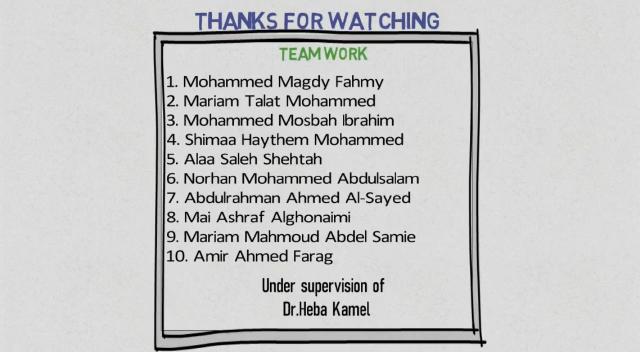 THANKS FOR WATCHING
TEAM WORK
1. Mohammed Magdy Fahmy
2. Mariam Talat Mohammed
3. Mohammed Mosbah Ibrahim
4. Shimaa Haythem Mohammed
5. Alaa Saleh Shehtah
6. Norhan Mohammed Abdulsalam
7. Abdulrahman Ahmed Al-Sayed
8. Mai Ashraf Alghonaimi
9. Mariam Mahmoud Abdel Samie
10. Amir Ahmed Farag
Under supervision of
Dr.Heba Kamel